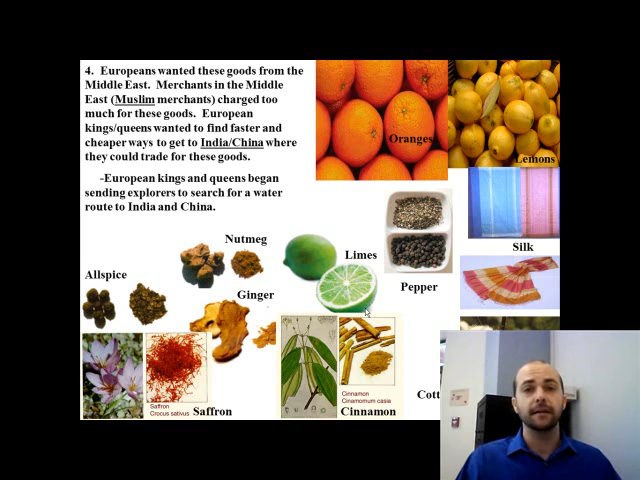 4. Europeans wanted these goods from the
Middle East. Merchants in the Middle
East (Muslim merchants) charged too
much for these goods. European
kings/queens wanted to find faster and
cheaper ways to get to India/China where
they could trade for these goods.
-European kings and queens began
sending explorers to search for a water
route to India and China.
Oranges
Lemons
Silk
Nutmeg
Limes
Allspice
Ginger
Pepper
Saffron
Crocus sativus
Saffron
Cinnamon
Cinnamomum casia
Cinnamon
Cott